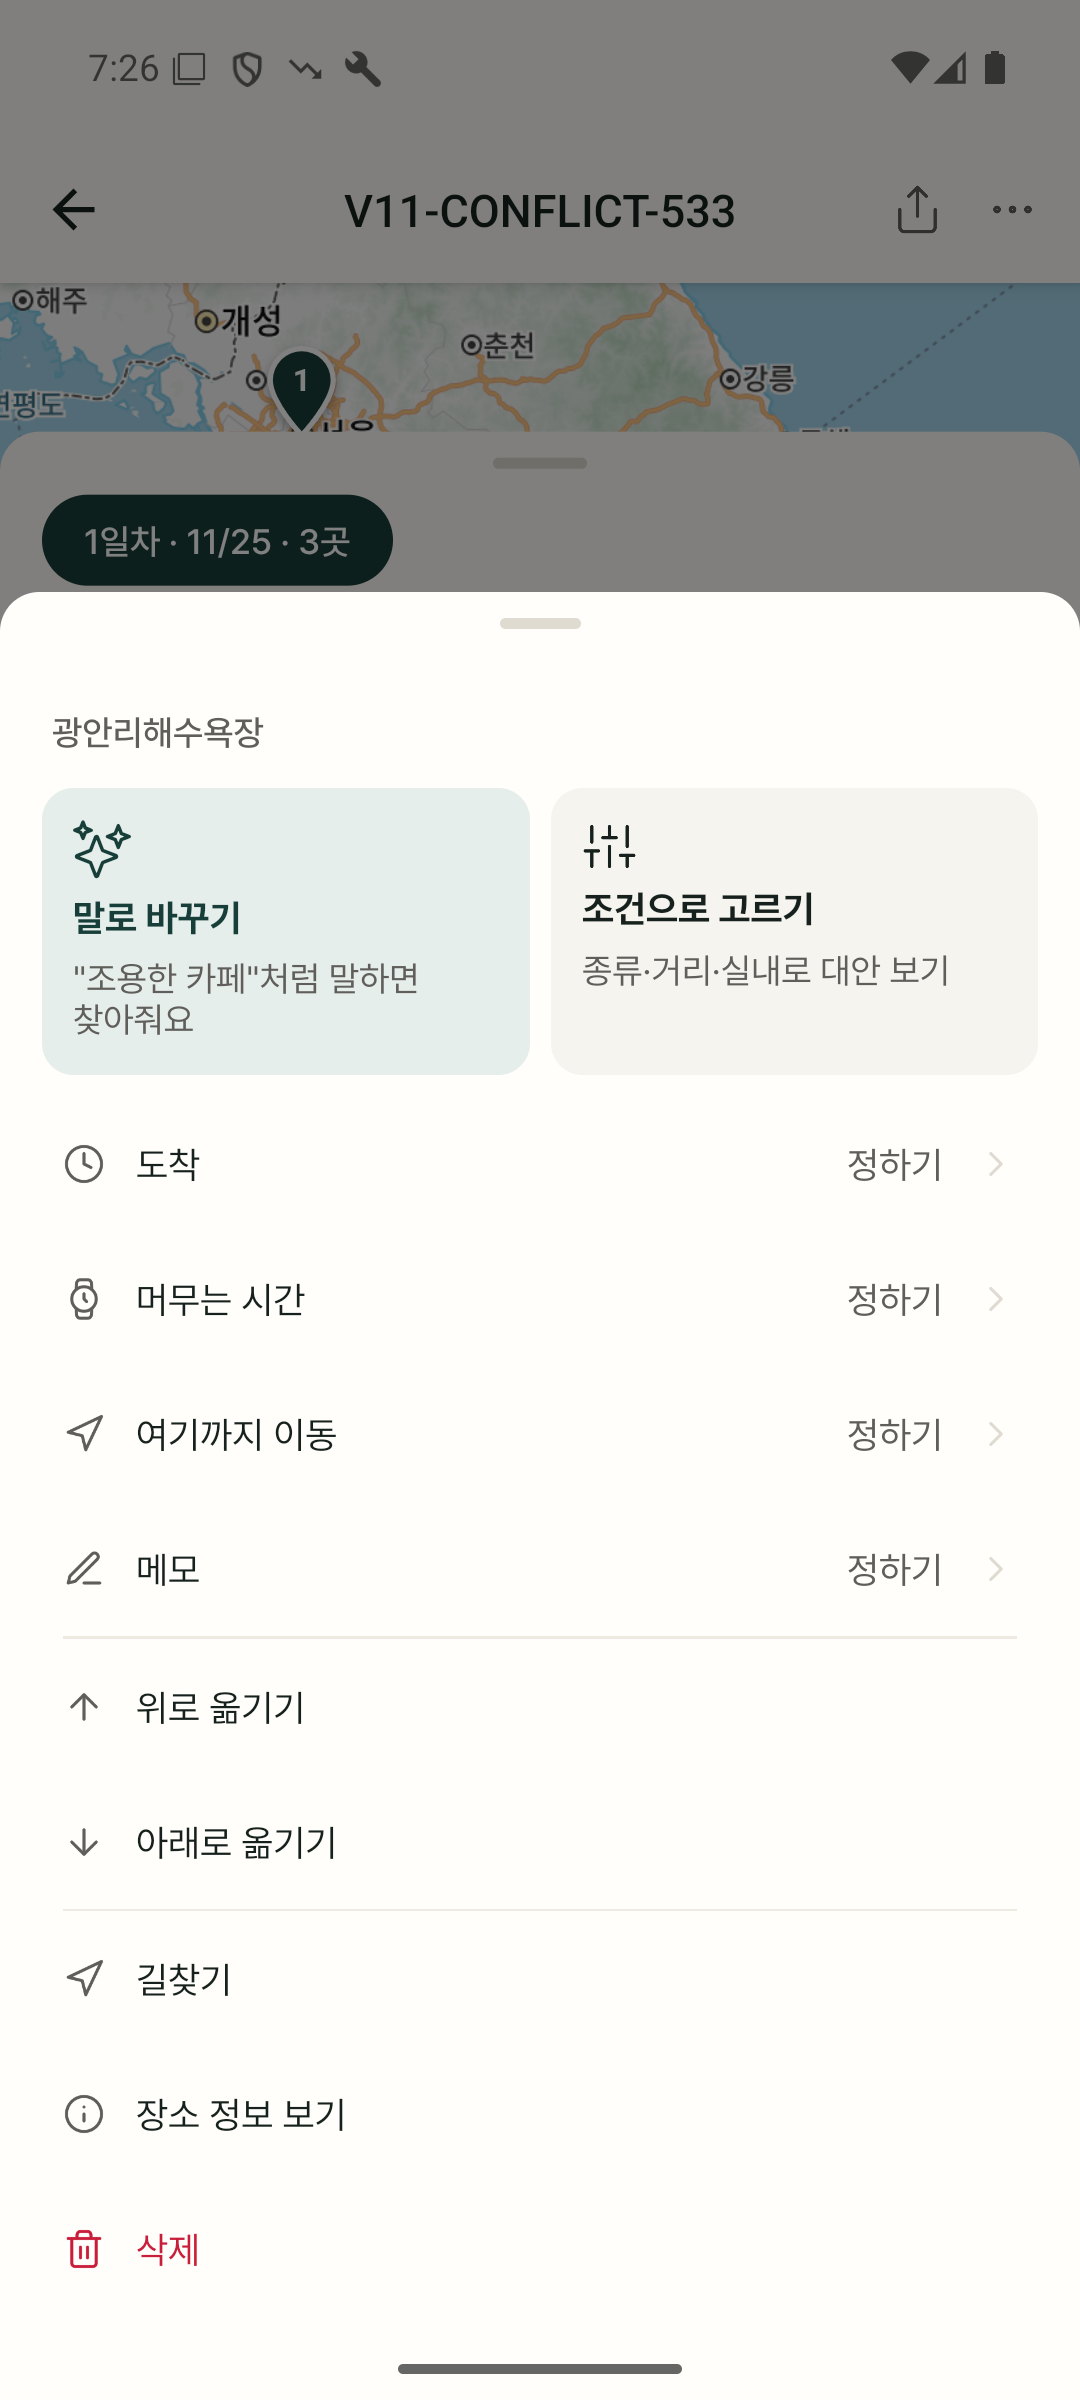 7:26
V11-CONFLICT-533
해주
개성
춘천
강릉
1
1일차 · 11/25 · 3곳
광안리해수욕장
말로 바꾸기
"조용한 카페"처럼 말하면
찾아줘요
조건으로 고르기
종류·거리·실내로 대안 보기
도착
정하기
머무는 시간
정하기
여기까지 이동
정하기
메모
정하기
위로 옮기기
아래로 옮기기
길찾기
장소 정보 보기
삭제